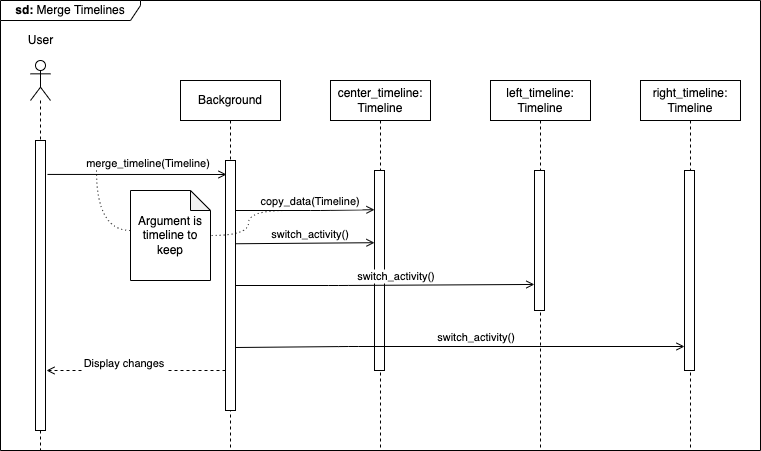 sd: Merge Timelines
User
Background
center_timeline:
Timeline
left_timeline:
Timeline
right_timeline:
Timeline
merge_timeline(Timeline)
copy_data(Timeline)
Argument is
timeline to
keep
switch_activity()
switch_activity()
switch_activity()
Display changes